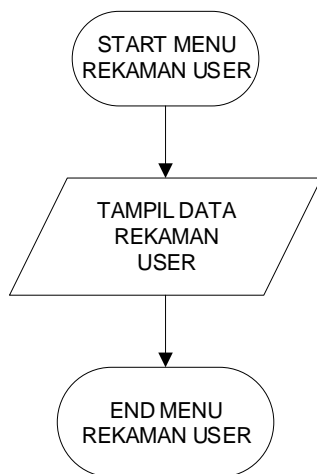 START MENU
REKAMAN USER
TAMPIL DATA
REKAMAN
USER
END MENU
REKAMAN USER